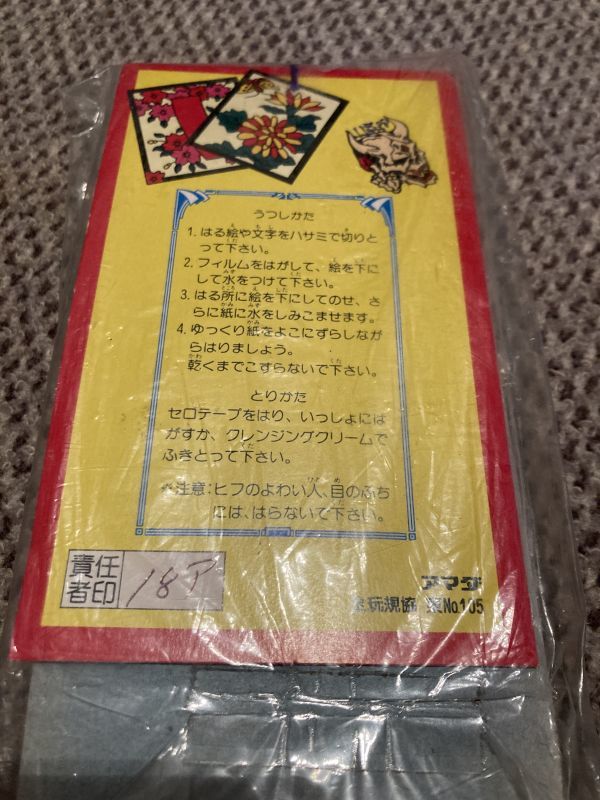 うつしかた
1. はる絵や文字をハサミで切りと
って下さい。
2. フィルムをはがして、絵を下に
して水をつけて下さい。
3. はる所に絵を下にしてのせ、さ
らに紙に水をしみこませます。
4. ゆっくり紙をよこにずらしなが
らはりましょう。
乾くまでこすらないで下さい。
とりかた
セロテープをはり、いっしょには
がすか、クレンジングクリームで
ふきとって下さい。
※注意：ヒフのよわい人、目のふち
には、はらないで下さい。
責任
者印
18ア
アマダ
玩規協 東No.105